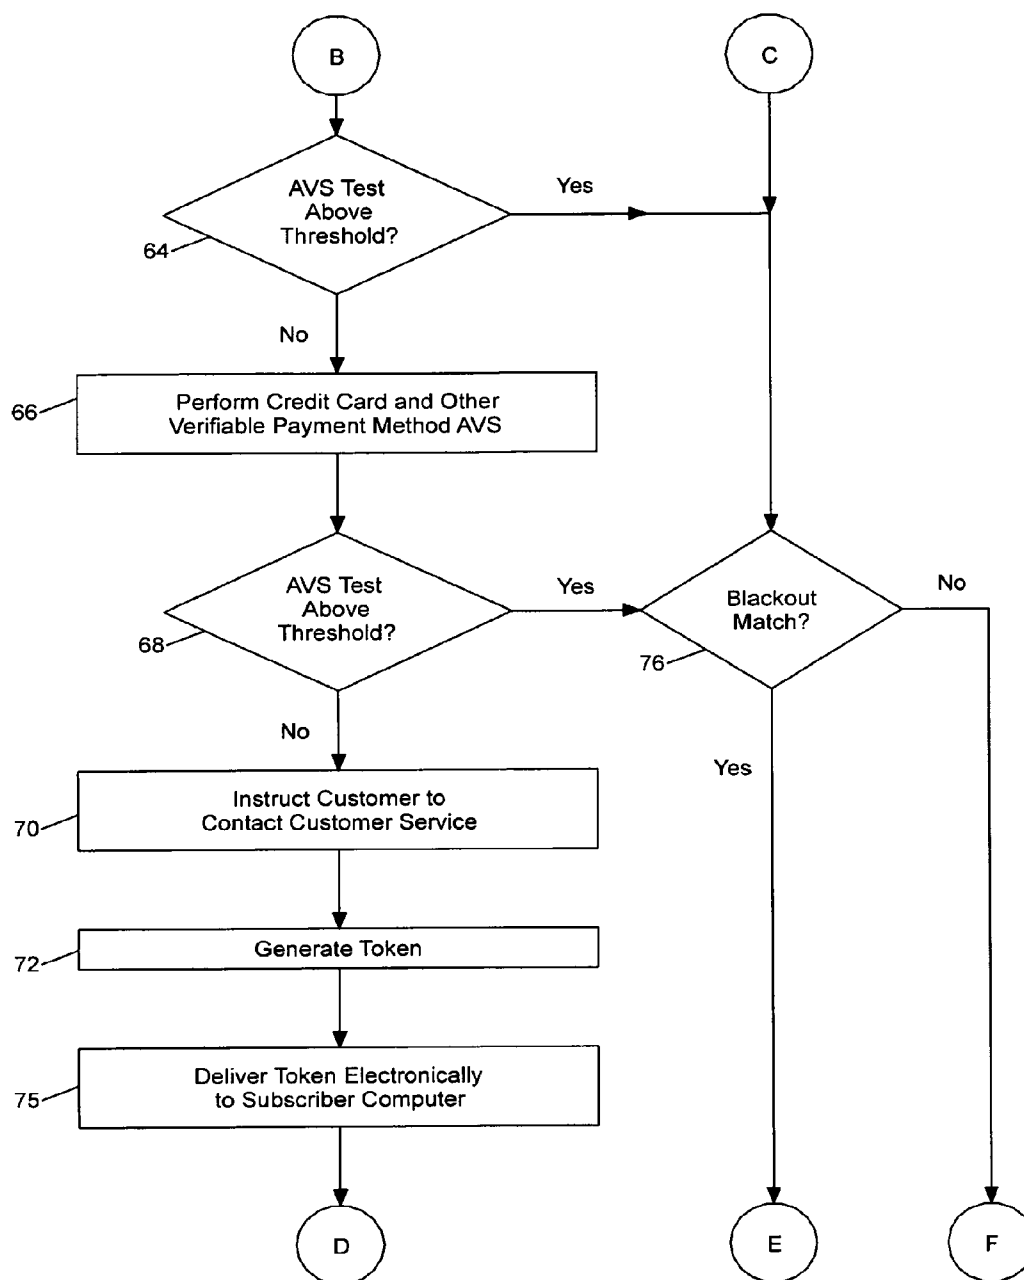 B
C
AVS Test
Above
Threshold?
Yes
64
No
66
Perform Credit Card and Other
Verifiable Payment Method AVS
AVS Test
Above
Threshold?
Yes
68
Blackout
Match?
No
76
No
Yes
70
Instruct Customer to
Contact Customer Service
72
Generate Token
75
Deliver Token Electronically
to Subscriber Computer
D
E
F